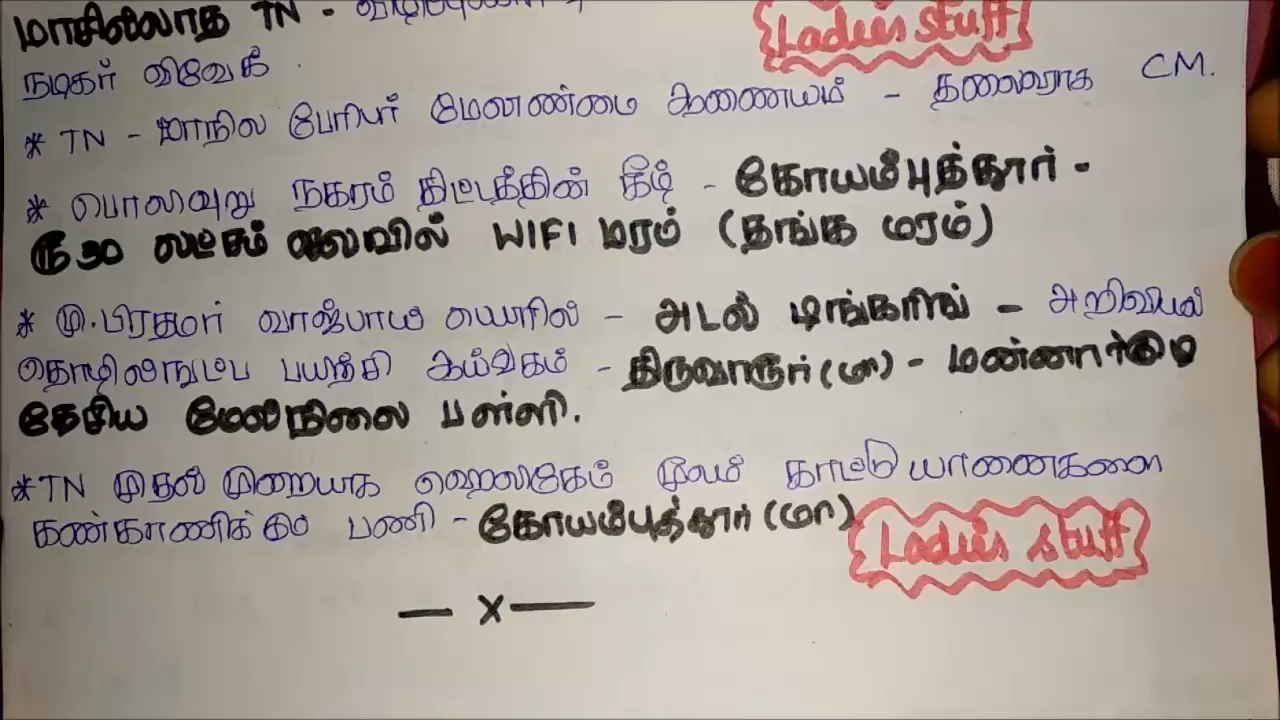 மாசில்லாத TN - விழிப்புணர்வு
Ladies stuff
நடிகர் விவேக்.
* TN - மாநில பேரிடர் மேலாண்மை ஆணையம் - தலைவராக CM.
* பொலிவுறு நகரம் திட்டத்தின் கீழ் - கோயம்புத்தூர் -
ரூ 30 லட்சம் செலவில் WIFI மரம் (தங்க மரம்)
* மு.பிரதமர் வாஜ்பாய் பெயரில் - அடல் டிங்கரிங் - அறிவியல்
தொழில்நுட்ப பயிற்சி ஆய்வகம் - திருவாரூர் (மா) - மன்னார்குடி
தேசிய மேல்நிலை பள்ளி.
* TN முதல் முறையாக ஹெலிகேம் மூலம் காட்டு யானைகளை
கண்காணிக்கும் பணி - கோயம்புத்தூர் (மா)
Ladies stuff
— x —